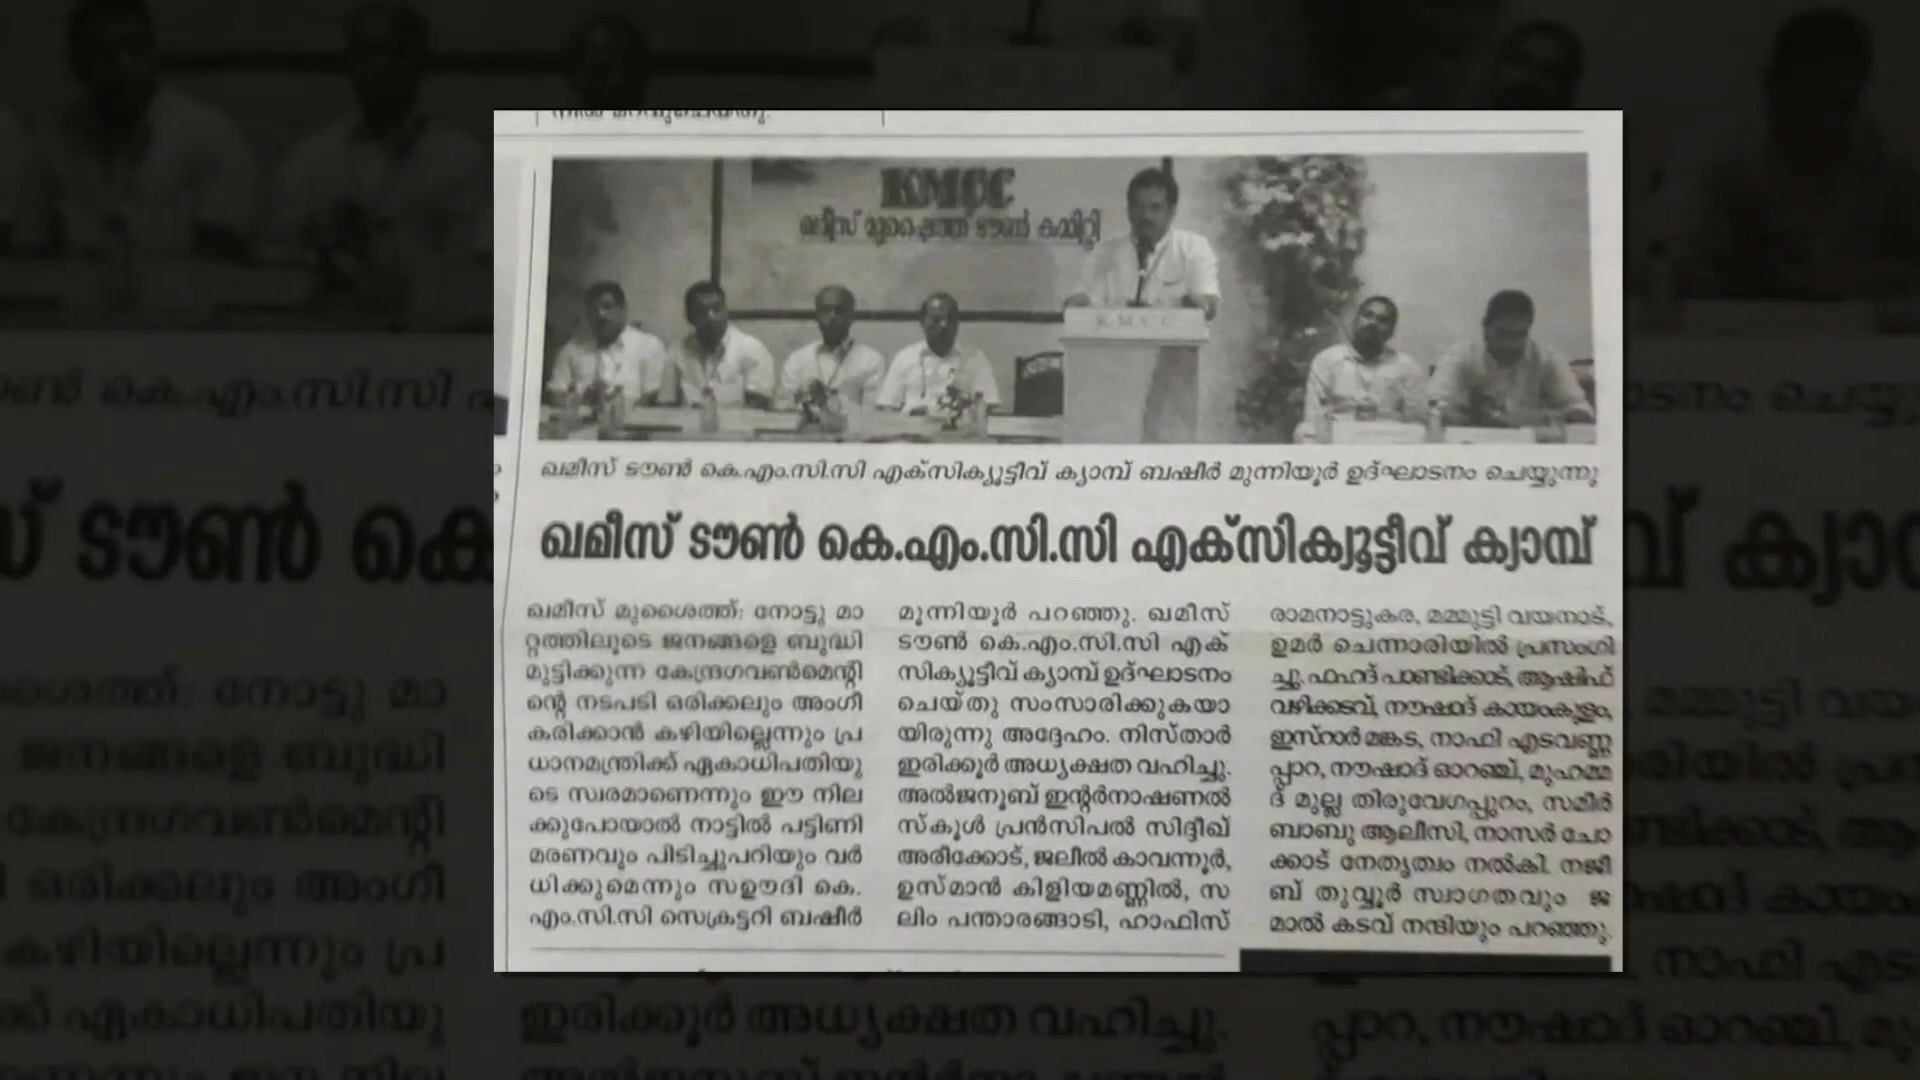 KMCC
ഖമീസ് മുശൈത്ത ടൗൺ കമ്മിറ്റി
KMCC
ഖമീസ് ടൗൺ കെ.എം.സി.സി എക്സിക്യൂട്ടീവ് ക്യാമ്പ് ബഷീർ മുന്നിയൂർ ഉദ്ഘാടനം ചെയ്യുന്നു
ഖമീസ് ടൗൺ കെ.എം.സി.സി എക്സിക്യൂട്ടീവ് ക്യാമ്പ്
ഖമീസ് മുശൈത്ത്: നോട്ടു മാ
റ്റത്തിലൂടെ ജനങ്ങളെ ബുദ്ധി
മുട്ടിക്കുന്ന കേന്ദ്രഗവൺമെന്റി
ന്റെ നടപടി ഒരിക്കലും അംഗീ
കരിക്കാൻ കഴിയില്ലെന്നും പ്ര
ധാനമന്ത്രിക്ക് ഏകാധിപതിയു
ടെ സ്വരമാണെന്നും ഈ നില
ക്കുപോയാൽ നാട്ടിൽ പട്ടിണി
മരണവും പിടിച്ചുപറിയും വർ
ധിക്കുമെന്നും സഊദി കെ.
എം.സി.സി സെക്രട്ടറി ബഷീർ
മൂന്നിയൂർ പറഞ്ഞു. ഖമീസ്
ടൗൺ കെ.എം.സി.സി എക്
സിക്യൂട്ടീവ് ക്യാമ്പ് ഉദ്ഘാടനം
ചെയ്തു സംസാരിക്കുകയാ
യിരുന്നു അദ്ദേഹം. നിസ്താർ
ഇരിക്കൂർ അധ്യക്ഷത വഹിച്ചു.
അൽജനൂബ് ഇന്റർനാഷണൽ
സ്കൂൾ പ്രൻസിപൽ സിദ്ദീഖ്
അരീക്കോട്, ജലീൽ കാവന്നൂർ,
ഉസ്മാൻ കിളിയമണ്ണിൽ, സ
ലിം പന്താരങ്ങാടി, ഹാഫിസ്
രാമനാട്ടുകര, മമ്മുട്ടി വയനാട്,
ഉമർ ചെന്നാരിയിൽ പ്രസംഗി
ച്ചു. ഫഹദ് പാണ്ടിക്കാട്, ആഷിഫ്
വഴിക്കടവ്, നൗഷാദ് കായംകുളം,
ഇസ്റാർ മങ്കട, നാഫി എടവണ്ണ
പ്പാറ, നൗഷാദ് ഓറഞ്ച്, മുഹമ്മ
ദ് മുല്ല തിരുവേഗപ്പുറം, സമീർ
ബാബു ആലീസി, നാസർ ചോ
ക്കാട് നേതൃത്വം നൽകി. നജീ
ബ് തുവ്വൂർ സ്വാഗതവും ജ
മാൽ കടവ് നന്ദിയും പറഞ്ഞു.